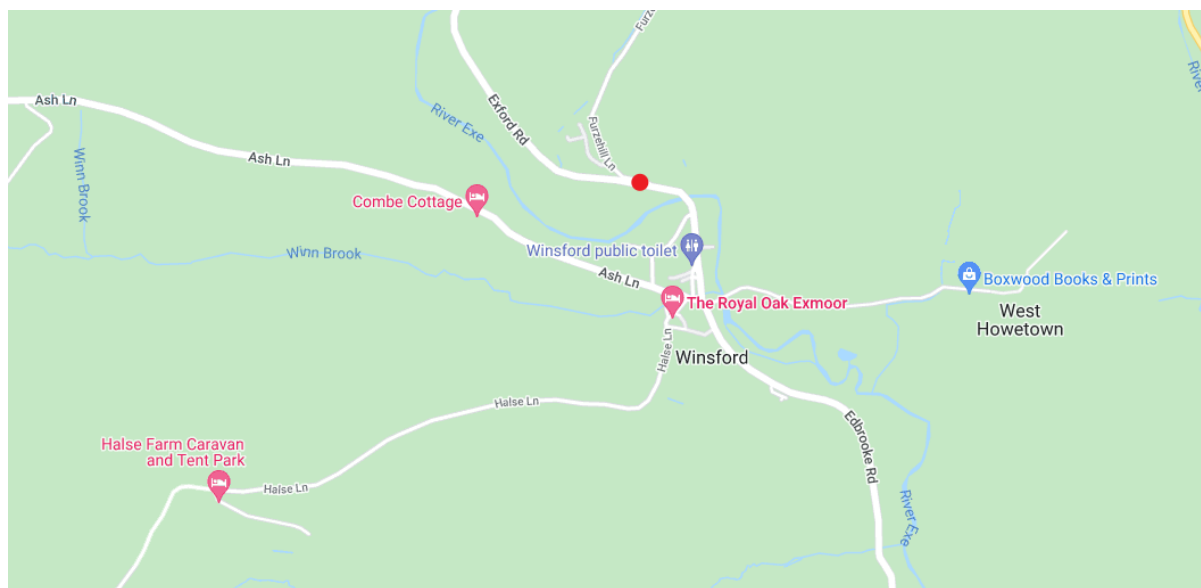 Furzehill
River
Exford Rd
Ash Ln
River Exe
Furzehill Ln
Ash Ln
Winn Brook
Combe Cottage
Winn Brook
Winsford public toilet
Ash Ln
Boxwood Books & Prints
The Royal Oak Exmoor
West
Howetown
Halse Ln
Winsford
Halse Ln
Edbrooke Rd
Halse Farm Caravan
and Tent Park
Halse Ln
River Exe